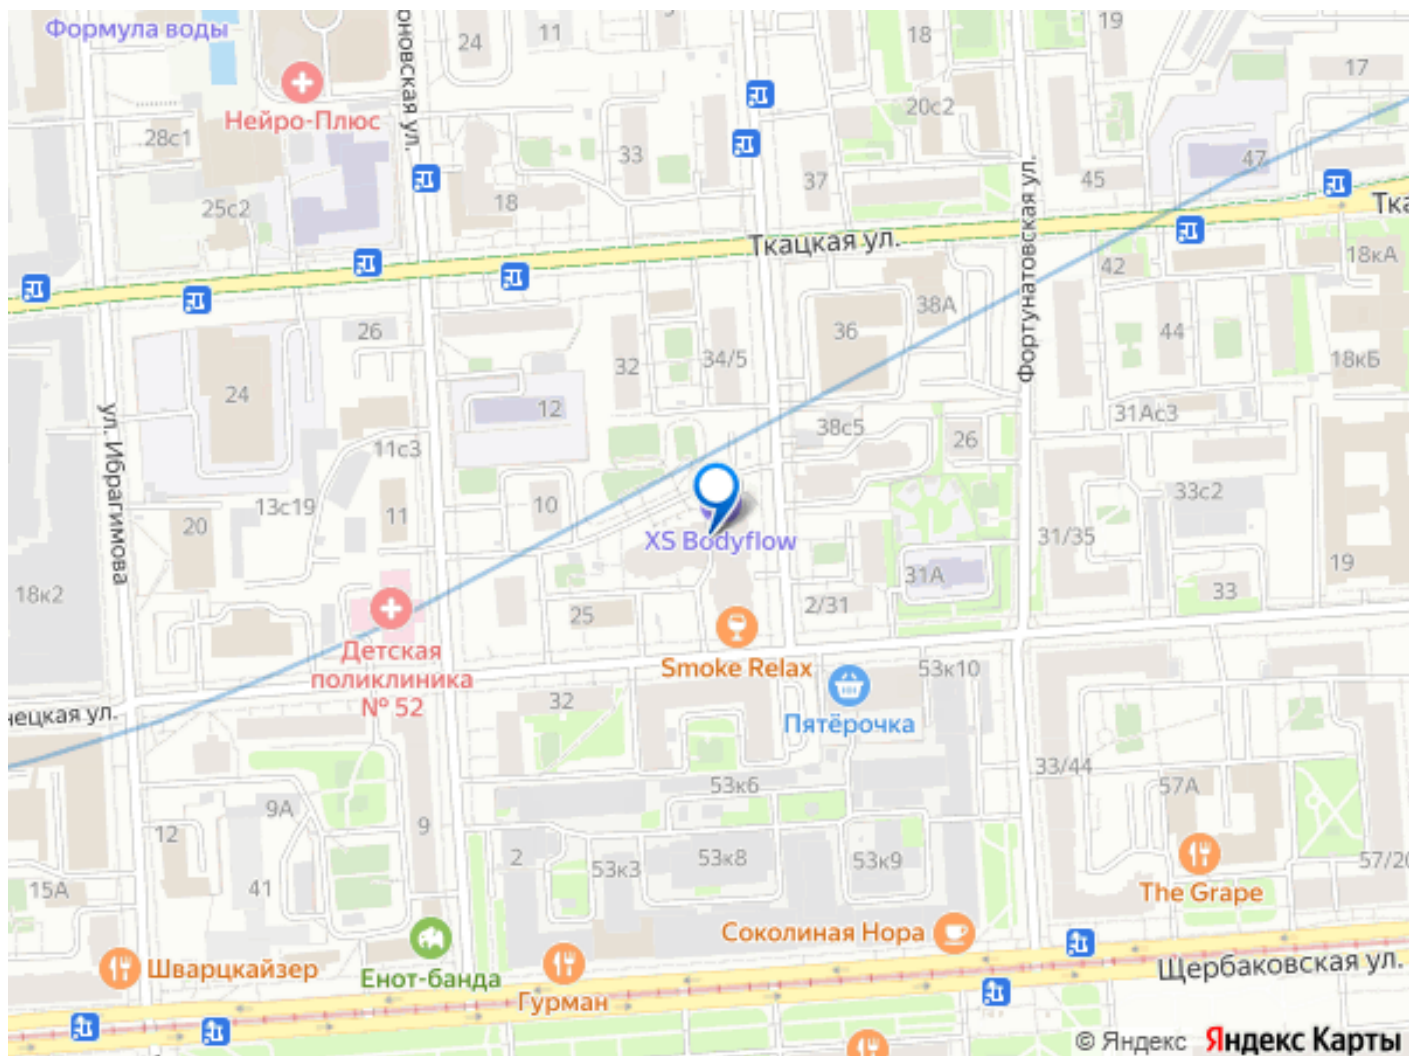 Формула воды
24
11
18
19
17
оновская ул.
Нейро-Плюс
20с2
28с1
33
47
37
45
18
25с2
Ткацкая ул.
Тка
Фортунатовская ул.
42
18кА
38А
26
36
44
34/5
32
18кБ
24
12
31Ас3
38с5
26
ул. Ибрагимова
11с3
33с2
13с19
10
11
20
31/35
XS Bodyflow
19
31А
18к2
33
2/31
25
Детская
поликлиника
№ 52
Smoke Relax
53к10
32
нецкая ул.
Пятёрочка
33/44
53к6
57А
9А
12
9
2
53к3
53к8
53к9
57/20
15А
41
The Grape
Соколиная Нора
Шварцкайзер
Енот-банда
Гурман
Щербаковская ул.
© Яндекс Яндекс Карты